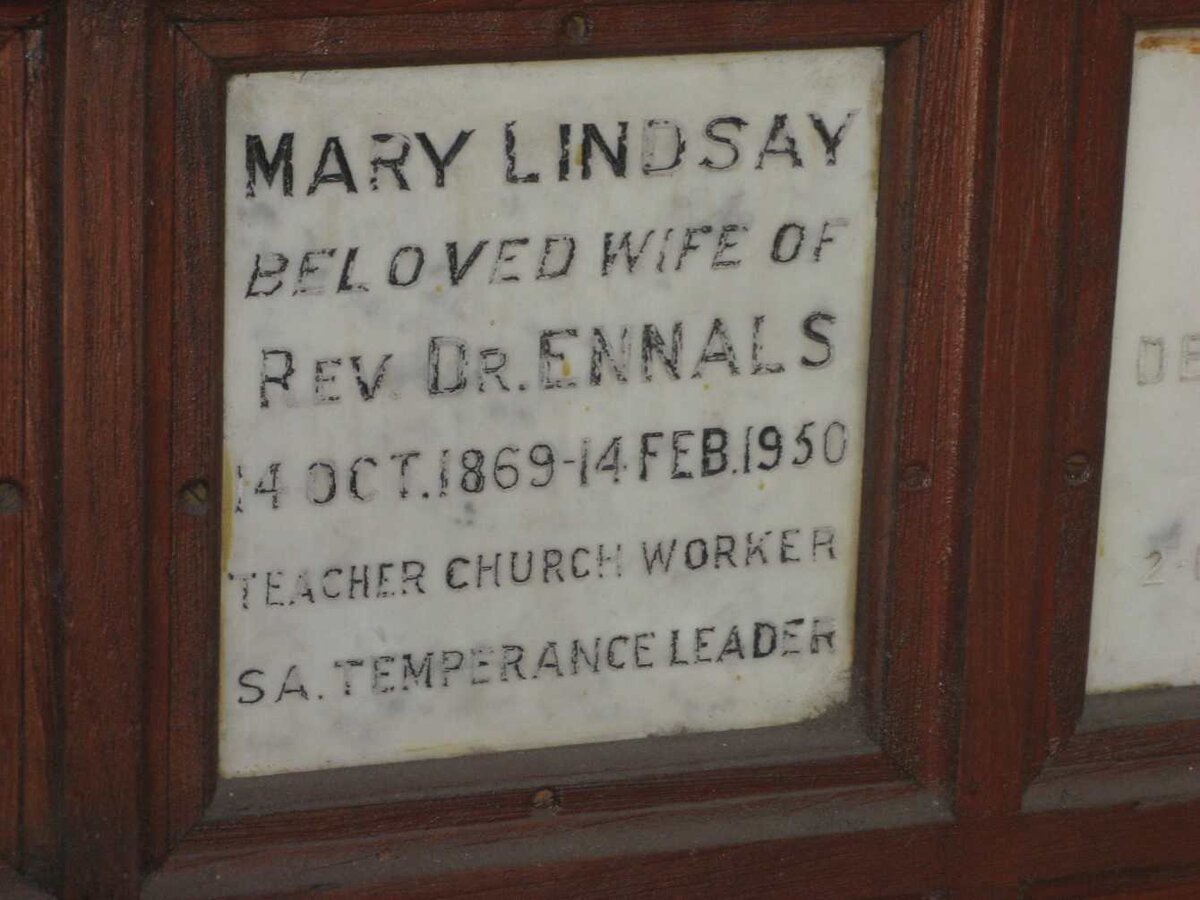 MARY LINDSAY
BELOVED WIFE OF
REV. DR. ENNALS
14 OCT. 1869-14 FEB. 1950
TEACHER CHURCH WORKER
SA. TEMPERANCE LEADER